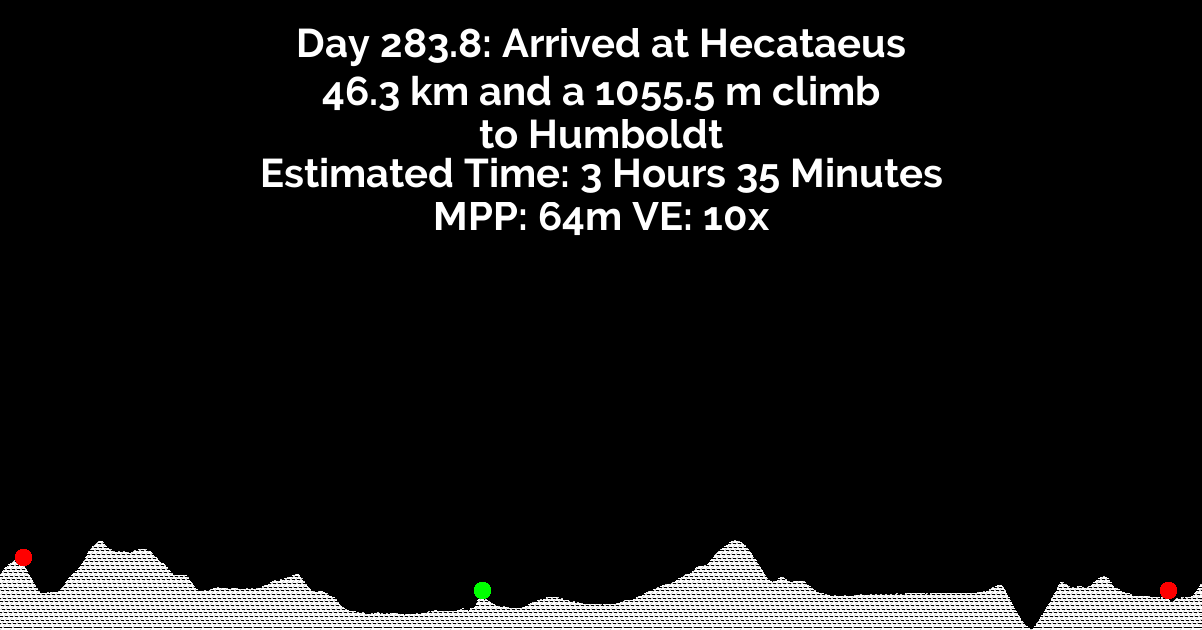 Day 283.8: Arrived at Hecataeus
46.3 km and a 1055.5 m climb
to Humboldt
Estimated Time: 3 Hours 35 Minutes
MPP: 64m VE: 10x